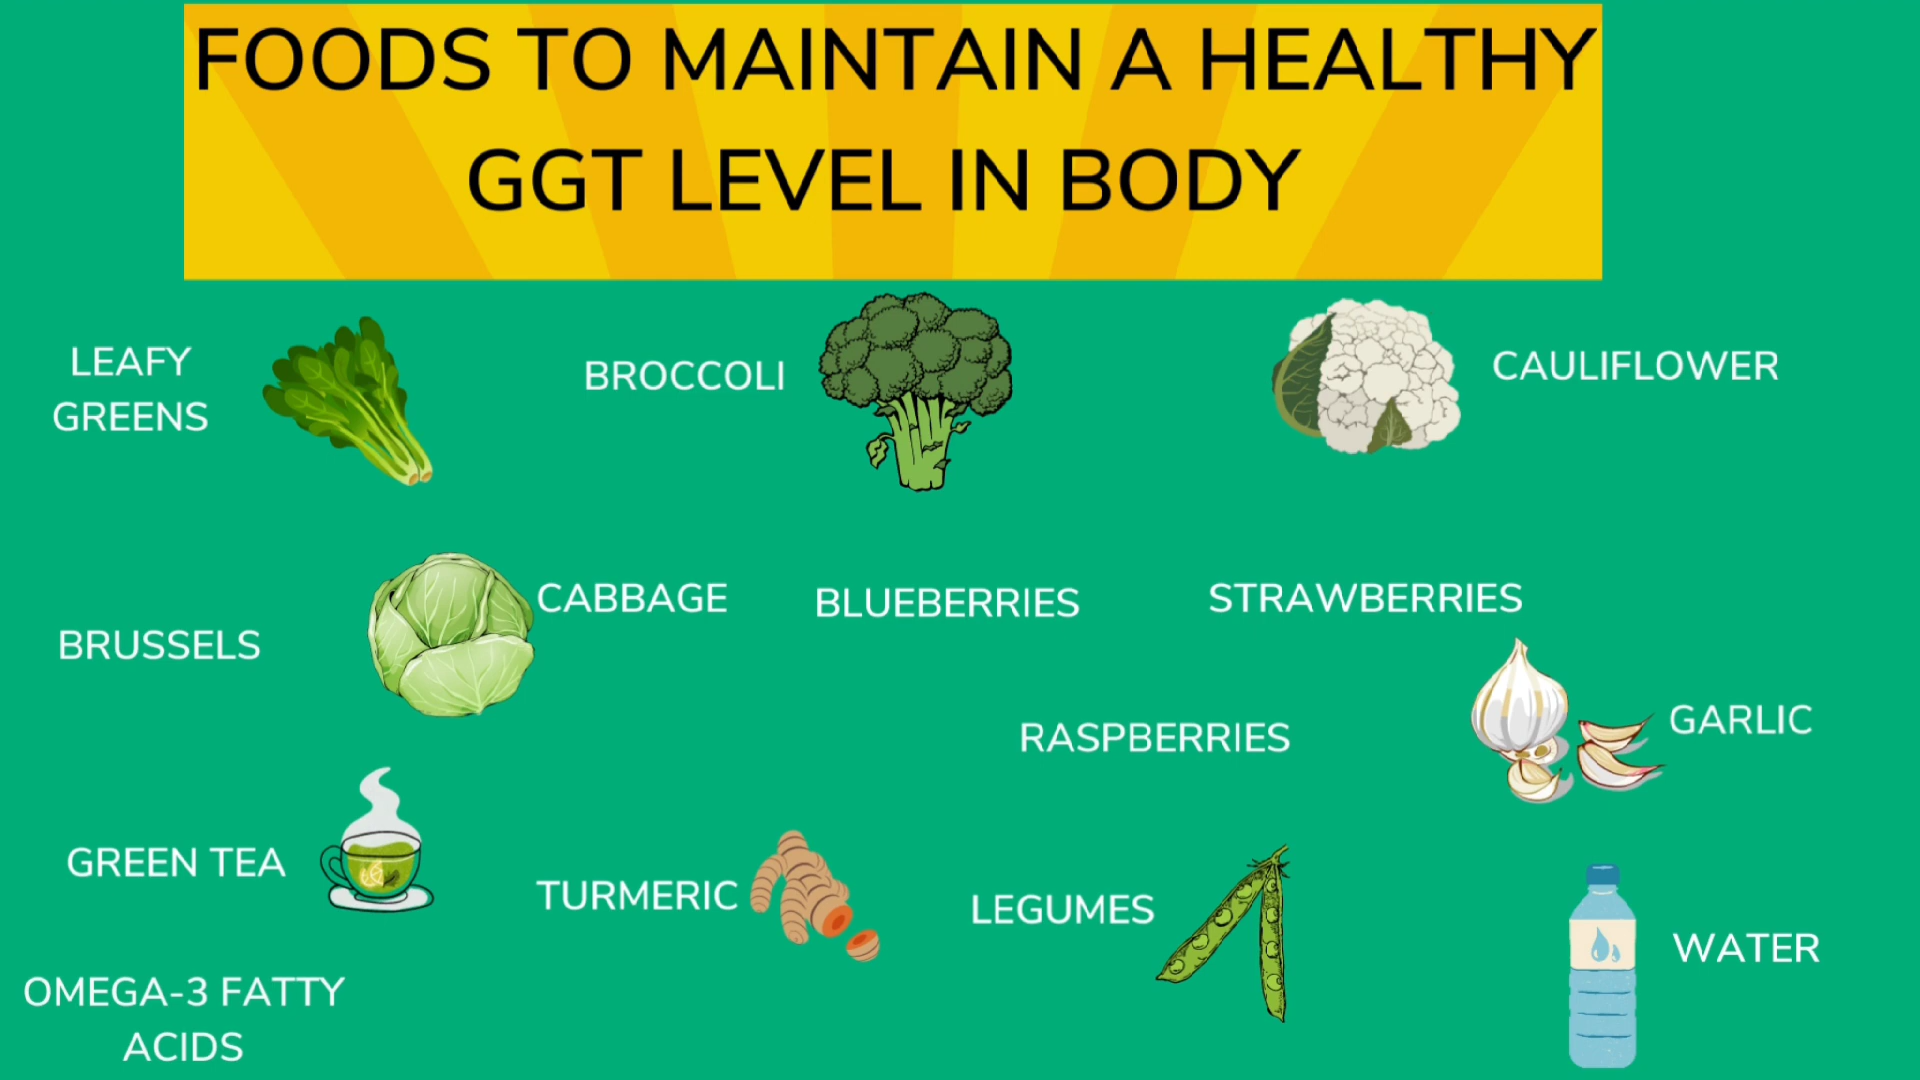 FOODS TO MAINTAIN A HEALTHY
GGT LEVEL IN BODY
LEAFY
GREENS
BROCCOLI
CAULIFLOWER
BRUSSELS
CABBAGE
BLUEBERRIES
STRAWBERRIES
RASPBERRIES
GARLIC
GREEN TEA
TURMERIC
LEGUMES
WATER
OMEGA-3 FATTY
ACIDS